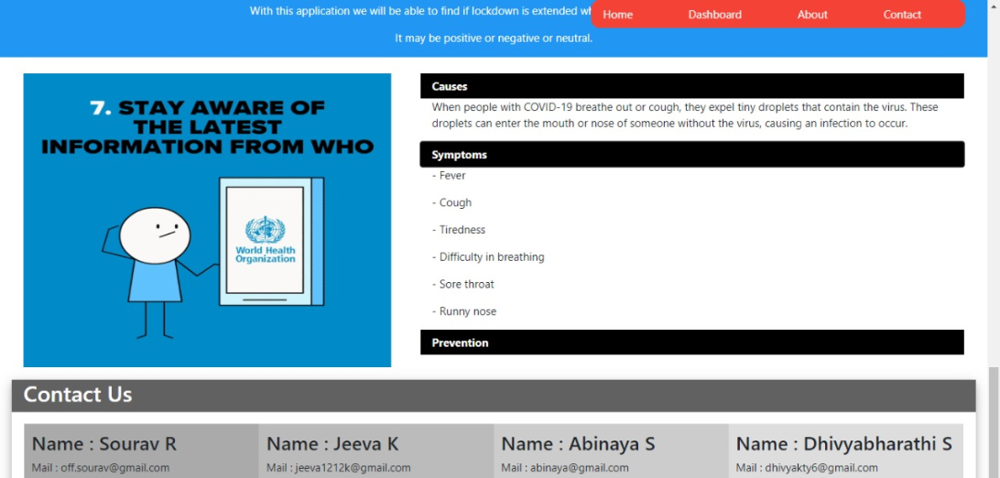 With this application we will be able to find if lockdown is extended
Home Dashboard About Contact
It may be positive or negative or neutral.
7. STAY AWARE OF
THE LATEST
INFORMATION FROM WHO
World Health
Organization
Causes
When people with COVID-19 breathe out or cough, they expel tiny droplets that contain the virus. These
droplets can enter the mouth or nose of someone without the virus, causing an infection to occur.
Symptoms
- Fever
- Cough
- Tiredness
- Difficulty in breathing
- Sore throat
- Runny nose
Prevention
Contact Us
Name : Sourav R
Mail : off.sourav@gmail.com
Name : Jeeva K
Mail : jeeva1212k@gmail.com
Name : Abinaya S
Mail : abinaya@gmail.com
Name : Dhivyabharathi S
Mail : dhivyakty6@gmail.com